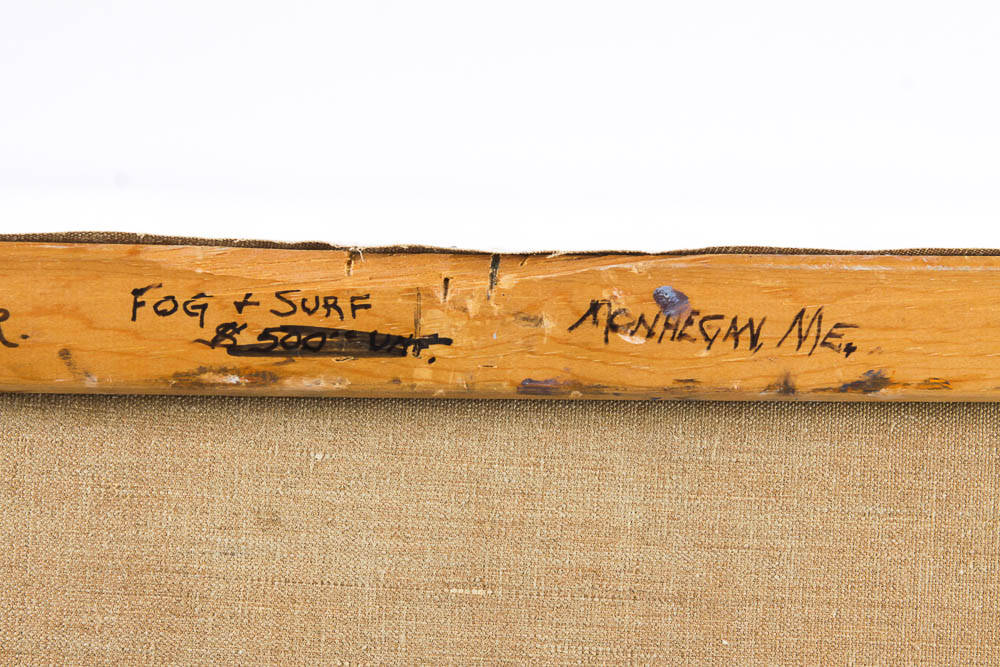 R.
FOG + SURF
$500
MONHEGAN, ME.